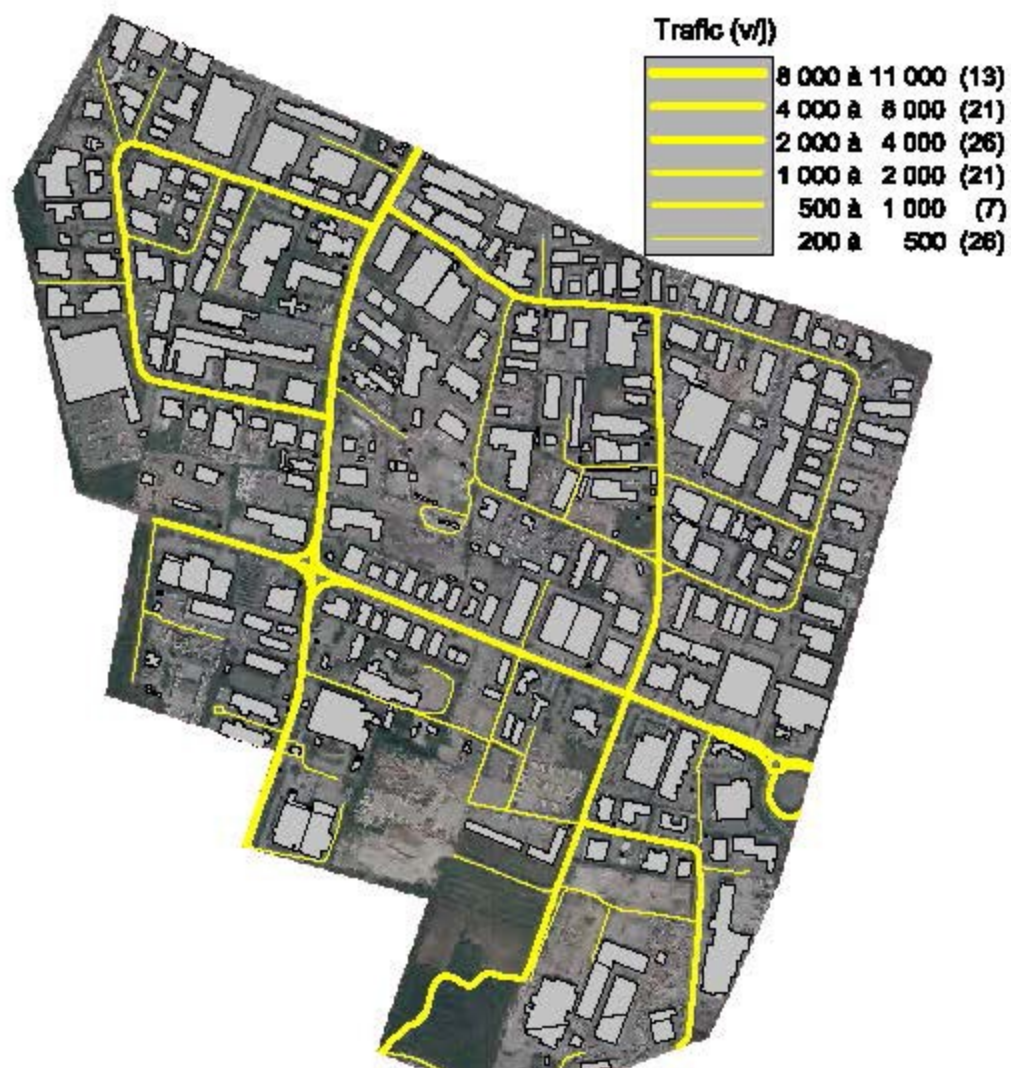 Trafic (v/j)
8 000 à 11 000 (13)
4 000 à 8 000 (21)
2 000 à 4 000 (26)
1 000 à 2 000 (21)
500 à 1 000 (7)
200 à 500 (26)